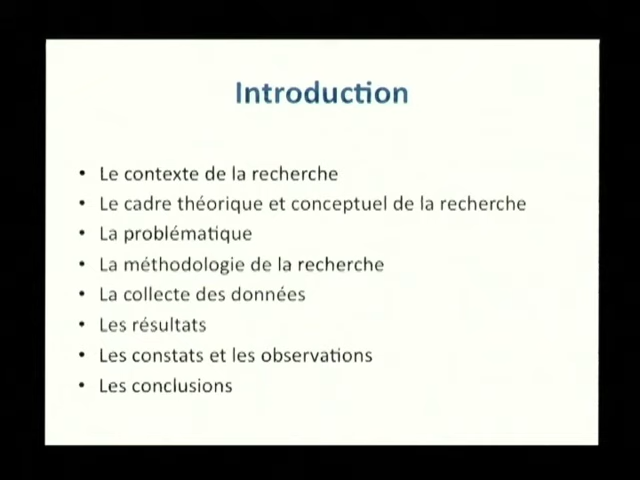 Introduction
• Le contexte de la recherche
• Le cadre théorique et conceptuel de la recherche
• La problématique
• La méthodologie de la recherche
• La collecte des données
• Les résultats
• Les constats et les observations
• Les conclusions